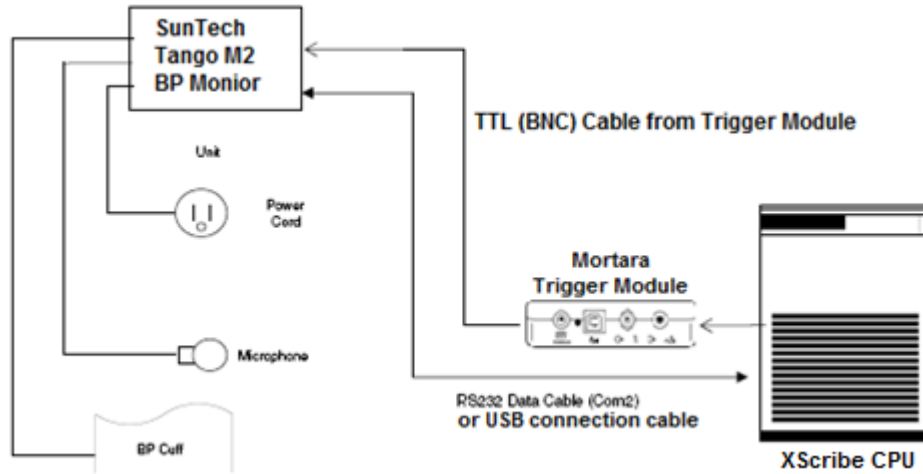 SunTech
Tango M2
BP Monior
TTL (BNC) Cable from Trigger Module
Unit
Power
Cord
Mortara
Trigger Module
Microphone
RS232 Data Cable (Com2)
or USB connection cable
BP Cuff
XScribe CPU